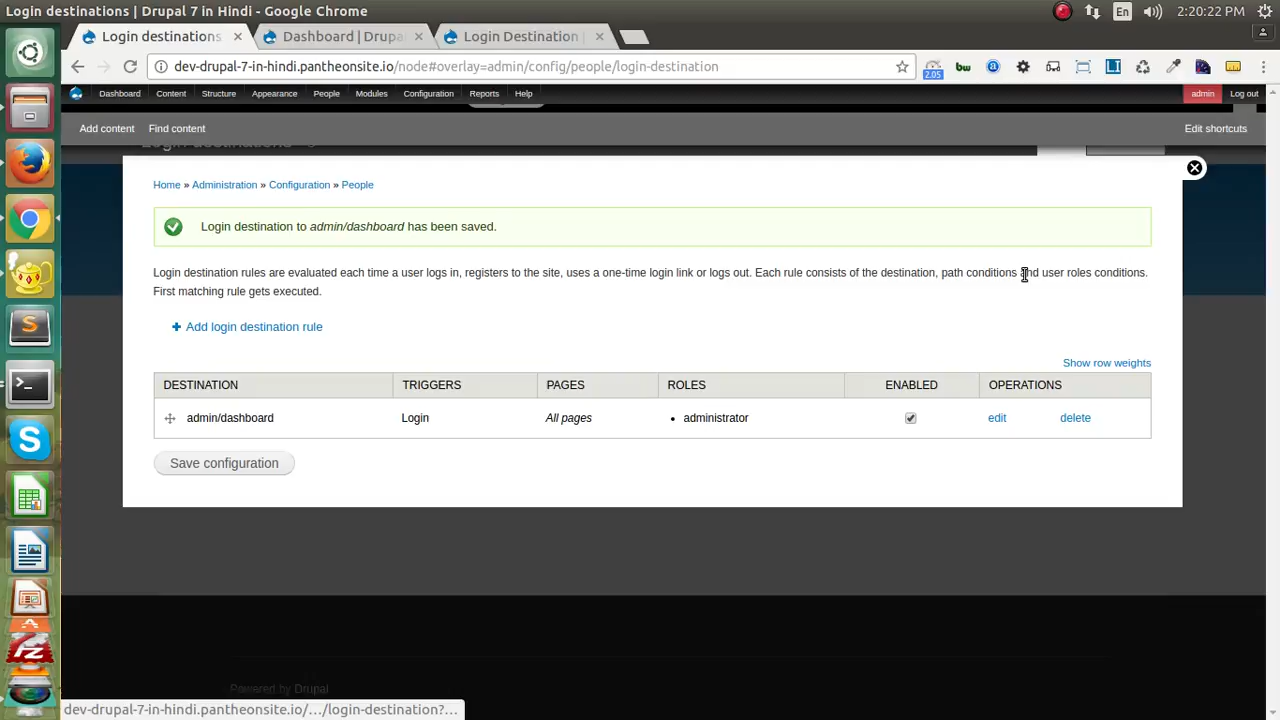 Login destinations | Drupal 7 in Hindi - Google Chrome
En
2:20:22 PM
Login destinations
Dashboard | Drupa
Login Destination |
dev-drupal-7-in-hindi.pantheonsite.io/node#overlay=admin/config/people/login-destination
2.05
bw
Dashboard
Content
Structure
Appearance
People
Modules
Configuration
Reports
Help
admin
Log out
Add content
Find content
Edit shortcuts
Login destinations
Home » Administration » Configuration » People
Login destination to admin/dashboard has been saved.
Login destination rules are evaluated each time a user logs in, registers to the site, uses a one-time login link or logs out. Each rule consists of the destination, path conditions and user roles conditions.
First matching rule gets executed.
Add login destination rule
Show row weights
DESTINATION TRIGGERS PAGES ROLES ENABLED OPERATIONS
admin/dashboard Login All pages • administrator edit delete
Save configuration
Powered by Drupal
dev-drupal-7-in-hindi.pantheonsite.io/.../login-destination?...